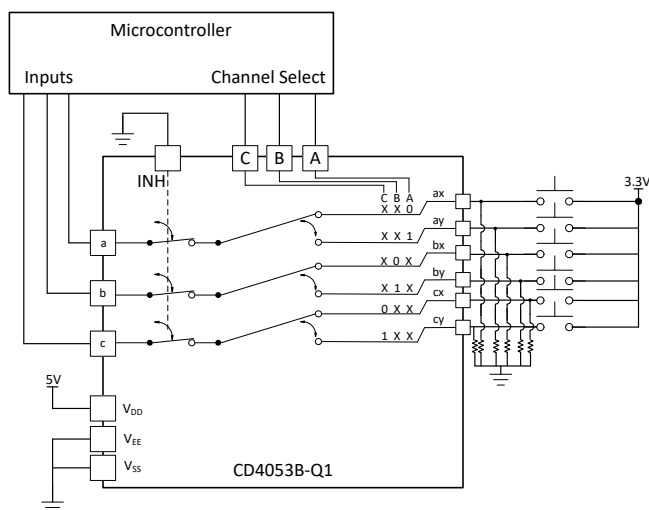 Microcontroller
Inputs Channel Select
C B A
INH
C B A
X X 0 ax
ay
X X 1
3.3V
a
X 0 X bx
by
b
X 1 X
cx
0 X X
cy
c
1 X X
5V
VDD
VEE
VSS
CD4053B-Q1